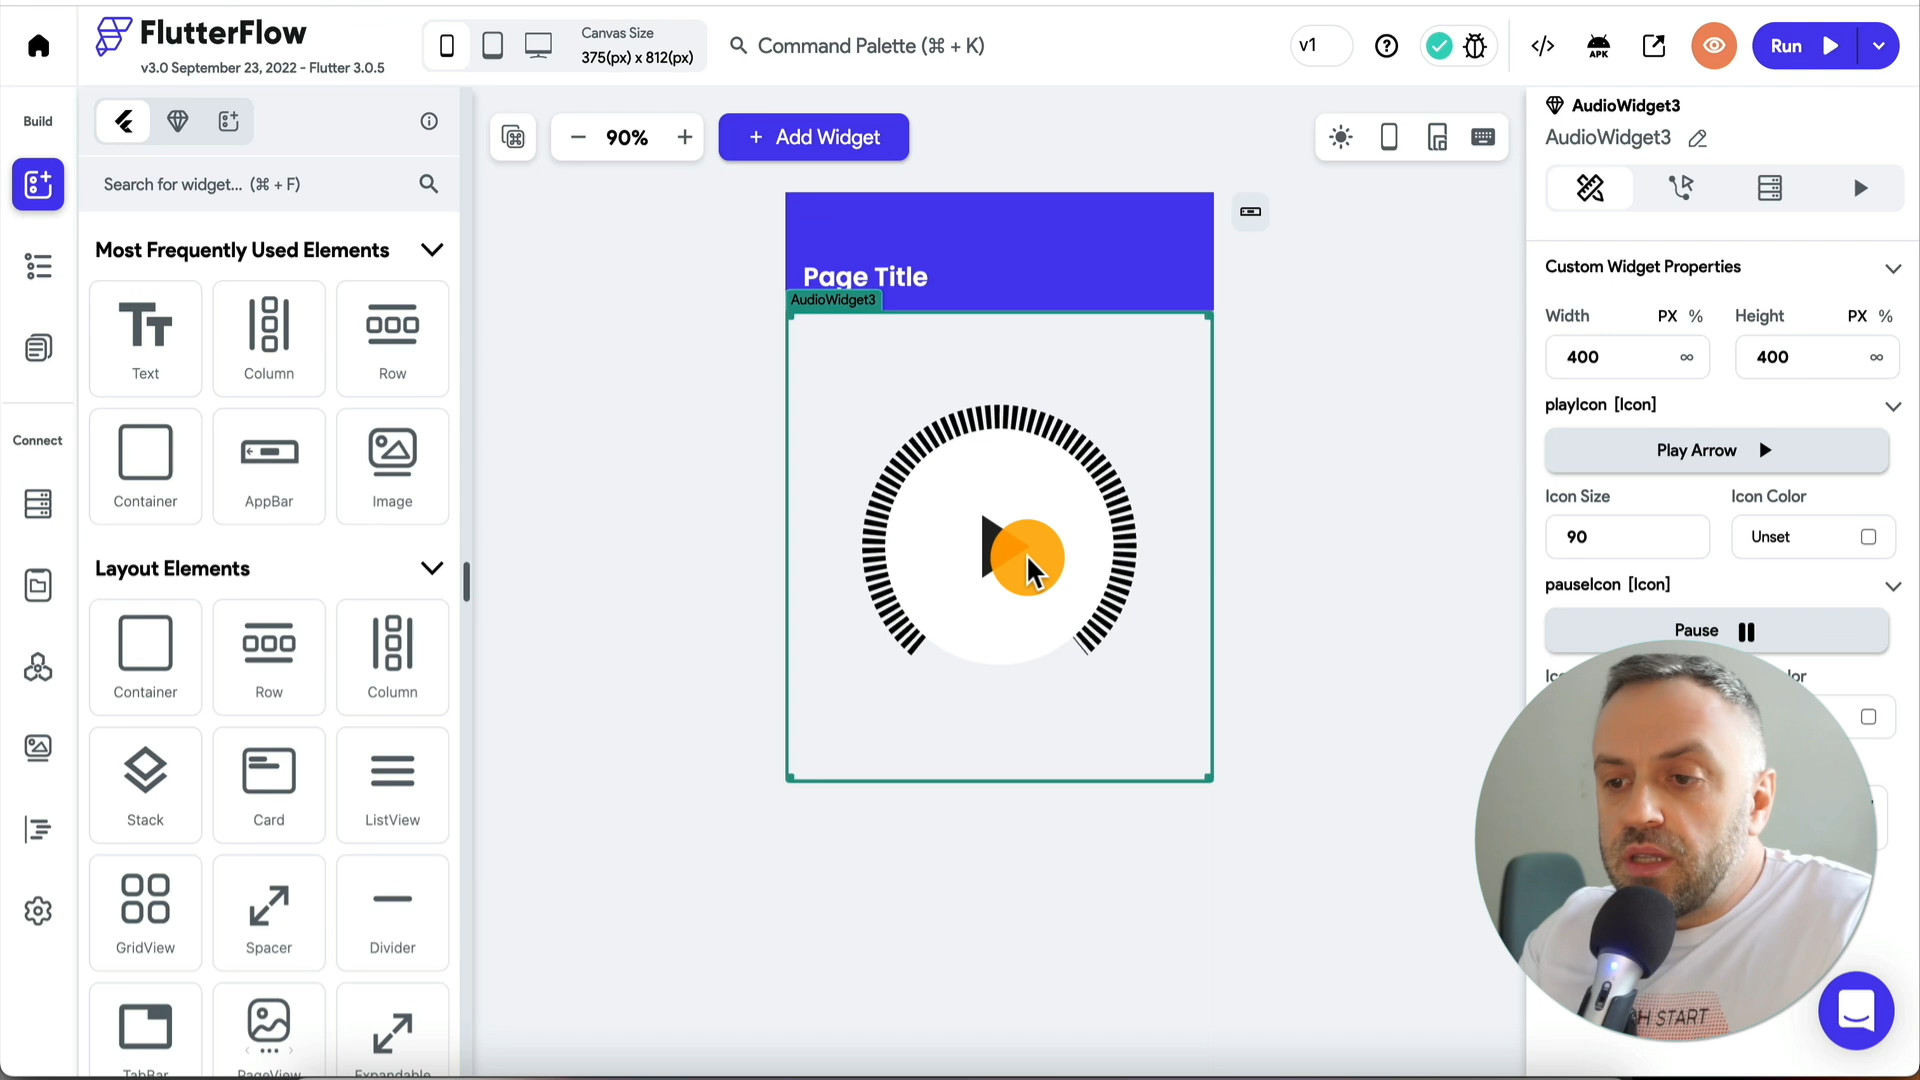 FlutterFlow
v3.0 September 23, 2022 - Flutter 3.0.5
Canvas Size
375(px) x 812(px)
Command Palette (⌘ + K)
v1
APK
Run
Build
Connect
Search for widget... (⌘ + F)
Most Frequently Used Elements
Text
Column
Row
Container
AppBar
Image
Layout Elements
Container
Row
Column
Stack
Card
ListView
GridView
Spacer
Divider
TabBar
PageView
Expandable
90%
+ Add Widget
Page Title
AudioWidget3
AudioWidget3
AudioWidget3
Custom Widget Properties
Width PX % Height PX %
400 ∞ 400 ∞
playIcon [Icon]
Play Arrow
Icon Size Icon Color
90 Unset
pauseIcon [Icon]
Pause
H START